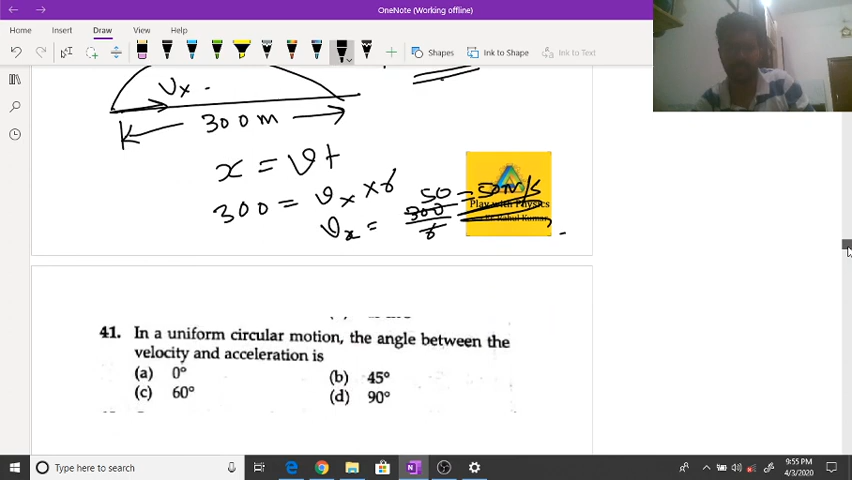 OneNote (Working offline)
Home Insert Draw View Help
Shapes Ink to Shape Ink to Text
Vx
300 m
x = vt
300 = vx × 6
vx = 300/6 50 = 50 m/s
Play with Physics
41. In a uniform circular motion, the angle between the
velocity and acceleration is
(a) 0° (b) 45°
(c) 60° (d) 90°
Type here to search
9:55 PM
4/3/2020